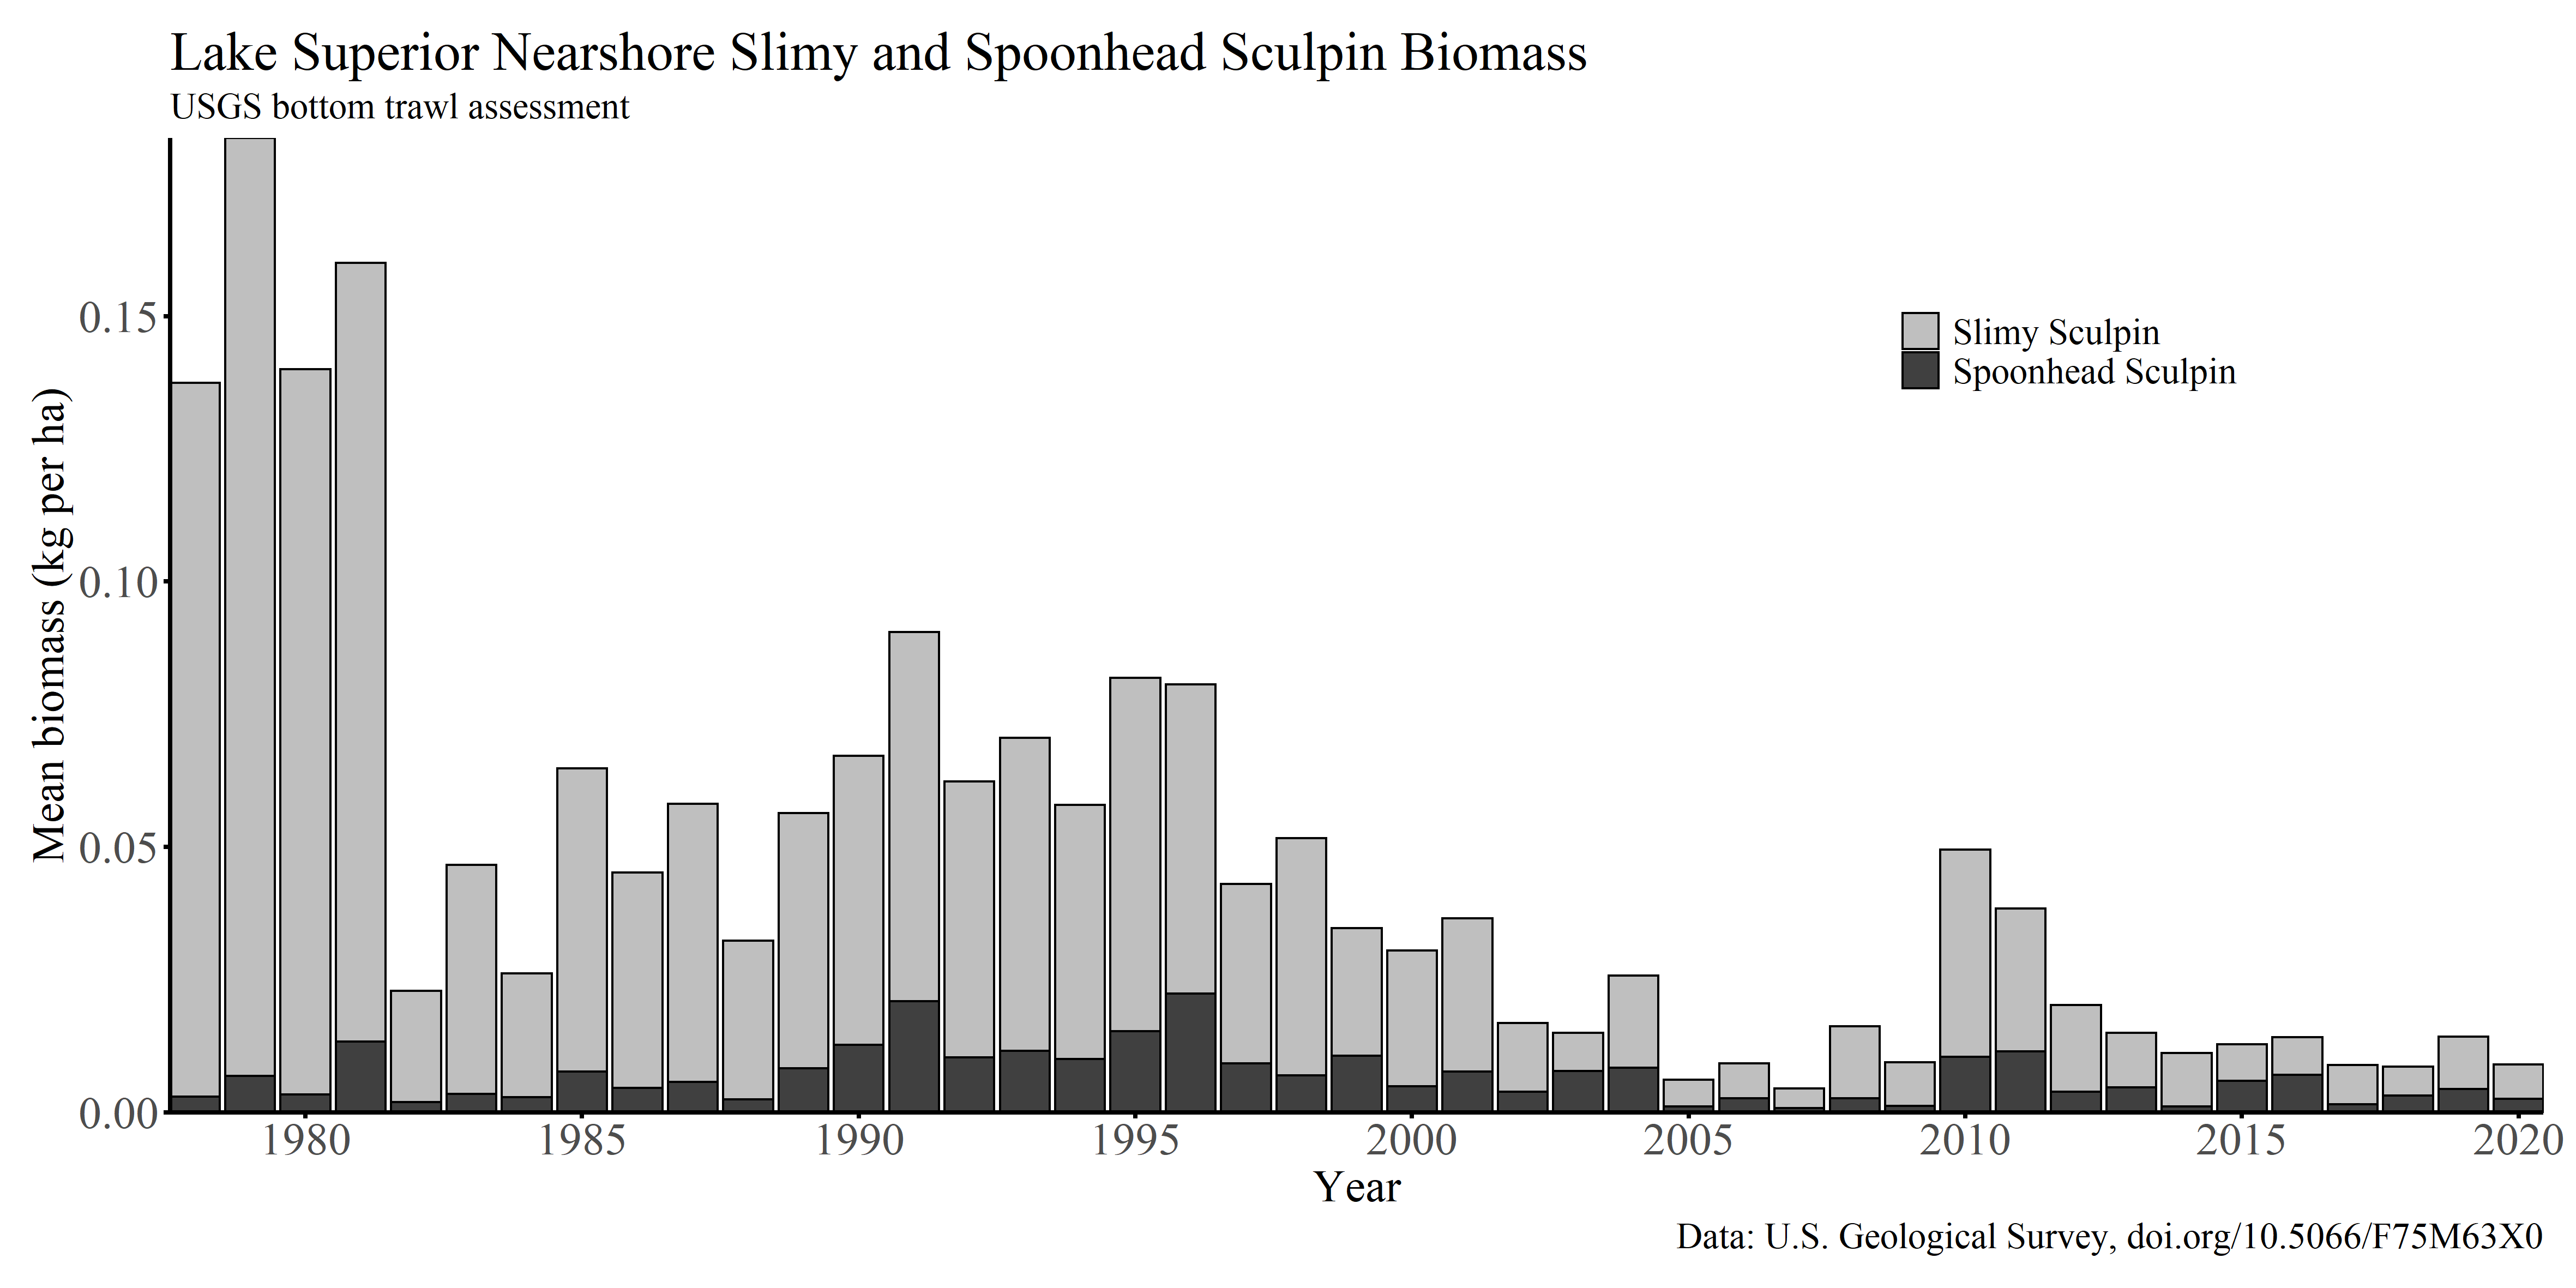 Lake Superior Nearshore Slimy and Spoonhead Sculpin Biomass
USGS bottom trawl assessment
Mean biomass (kg per ha)
0.15
0.10
0.05
0.00
Slimy Sculpin
Spoonhead Sculpin
1980 1985 1990 1995 2000 2005 2010 2015 2020
Year
Data: U.S. Geological Survey, doi.org/10.5066/F75M63X0